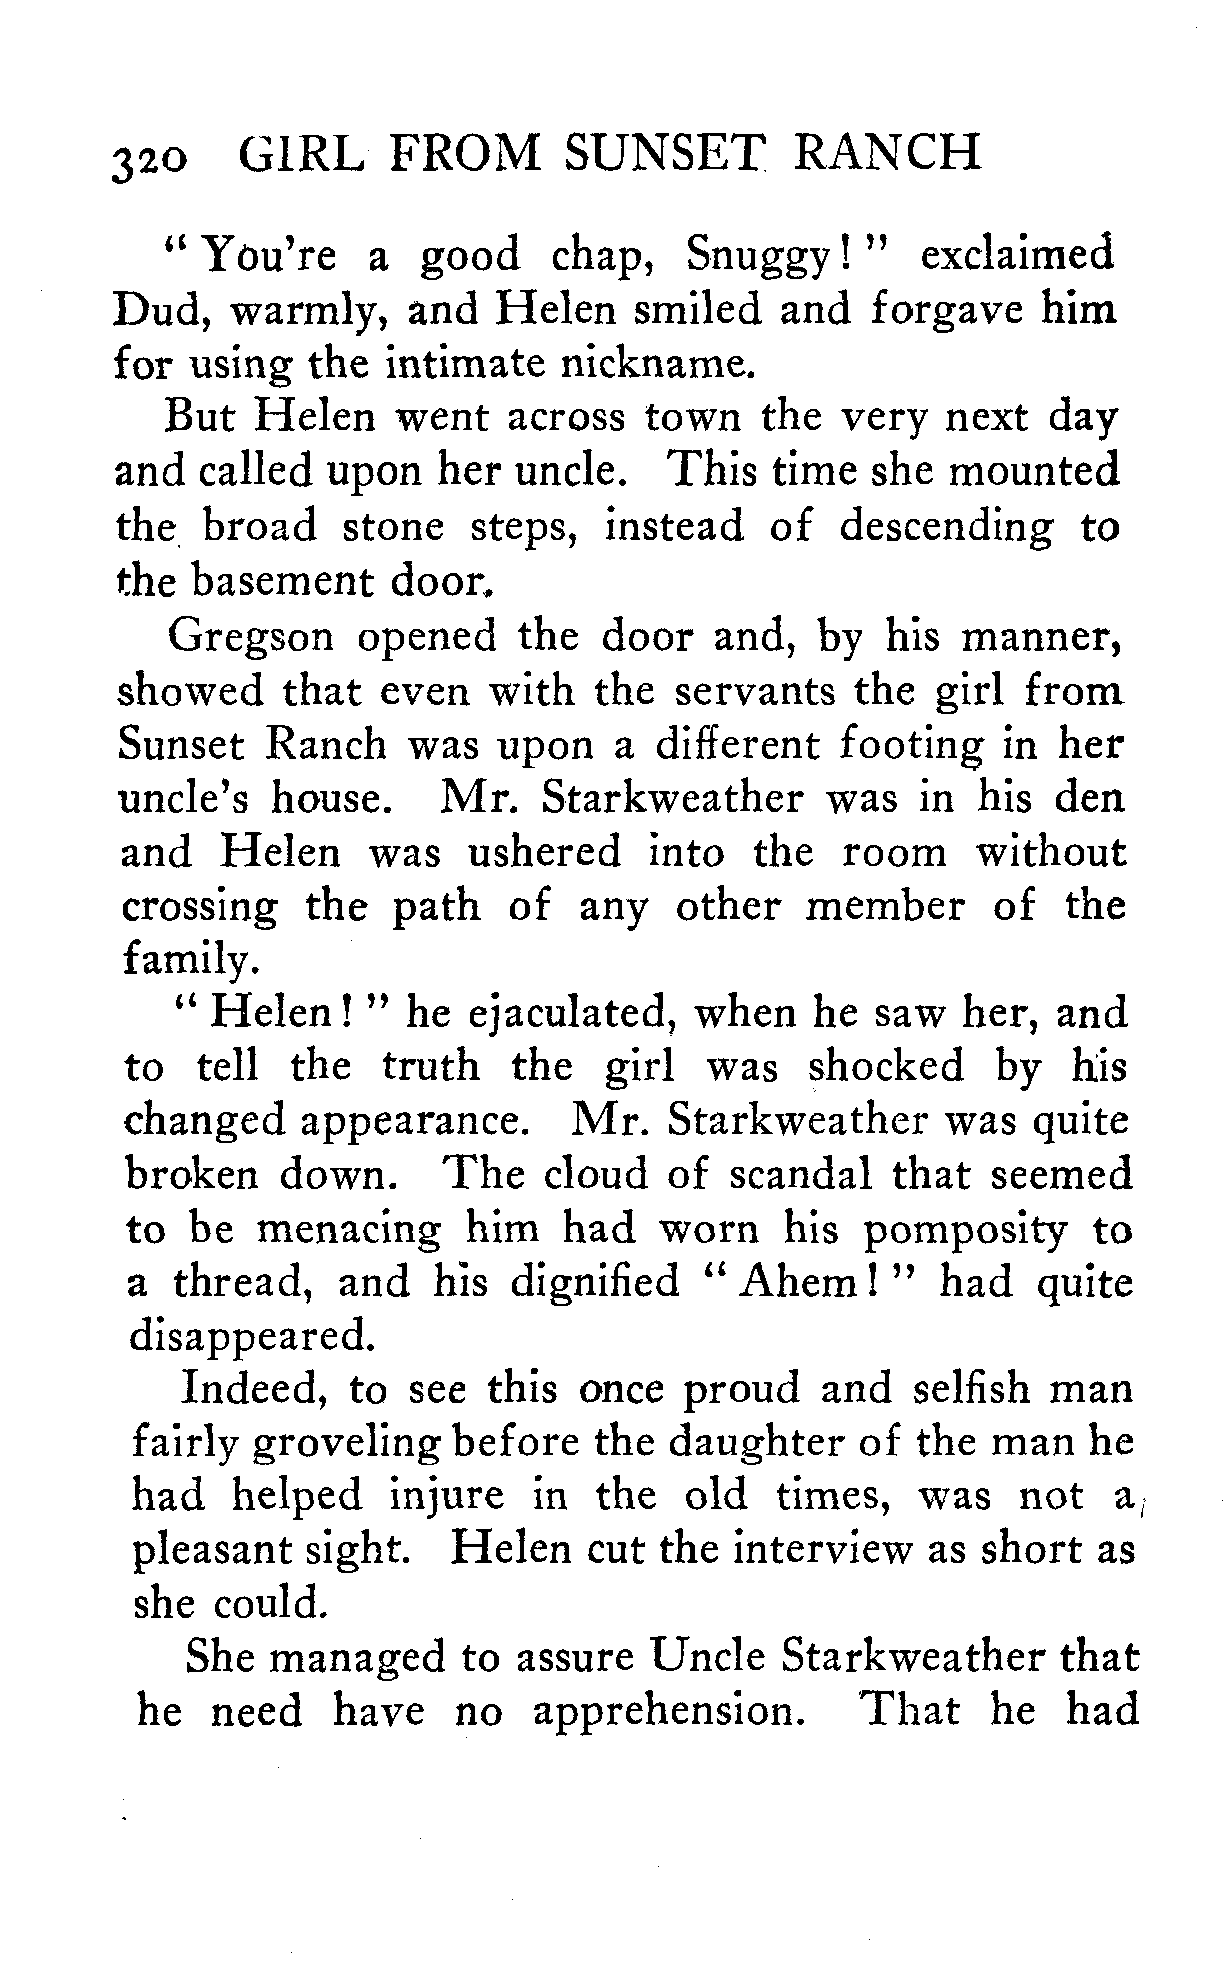 320 GIRL FROM SUNSET RANCH
" You're a good chap, Snuggy! " exclaimed
Dud, warmly, and Helen smiled and forgave him
for using the intimate nickname.
But Helen went across town the very next day
and called upon her uncle. This time she mounted
the broad stone steps, instead of descending to
the basement door.
Gregson opened the door and, by his manner,
showed that even with the servants the girl from
Sunset Ranch was upon a different footing in her
uncle's house. Mr. Starkweather was in his den
and Helen was ushered into the room without
crossing the path of any other member of the
family.
" Helen! " he ejaculated, when he saw her, and
to tell the truth the girl was shocked by his
changed appearance. Mr. Starkweather was quite
broken down. The cloud of scandal that seemed
to be menacing him had worn his pomposity to
a thread, and his dignified " Ahem! " had quite
disappeared.
Indeed, to see this once proud and selfish man
fairly groveling before the daughter of the man he
had helped injure in the old times, was not a
pleasant sight. Helen cut the interview as short as
she could.
She managed to assure Uncle Starkweather that
he need have no apprehension. That he had